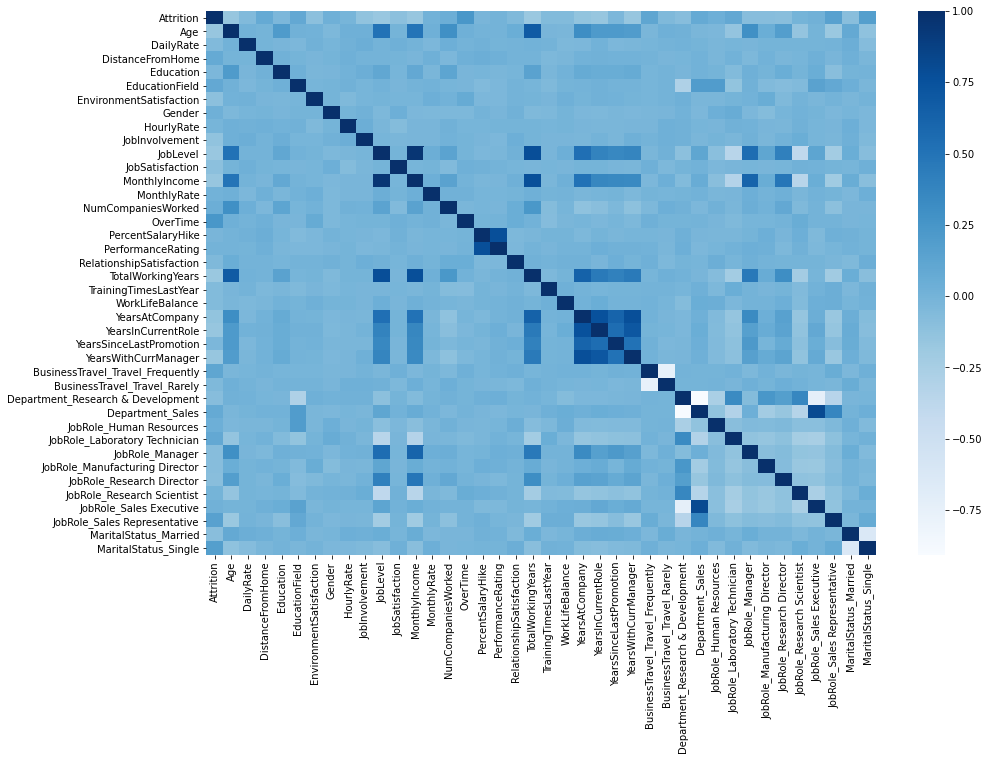 Attrition
Age
DailyRate
DistanceFromHome
Education
EducationField
EnvironmentSatisfaction
Gender
HourlyRate
JobInvolvement
JobLevel
JobSatisfaction
MonthlyIncome
MonthlyRate
NumCompaniesWorked
OverTime
PercentSalaryHike
PerformanceRating
RelationshipSatisfaction
TotalWorkingYears
TrainingTimesLastYear
WorkLifeBalance
YearsAtCompany
YearsInCurrentRole
YearsSinceLastPromotion
YearsWithCurrManager
BusinessTravel_Travel_Frequently
BusinessTravel_Travel_Rarely
Department_Research & Development
Department_Sales
JobRole_Human Resources
JobRole_Laboratory Technician
JobRole_Manager
JobRole_Manufacturing Director
JobRole_Research Director
JobRole_Research Scientist
JobRole_Sales Executive
JobRole_Sales Representative
MaritalStatus_Married
MaritalStatus_Single
Attrition
Age
DailyRate
DistanceFromHome
Education
EducationField
EnvironmentSatisfaction
Gender
HourlyRate
JobInvolvement
JobLevel
JobSatisfaction
MonthlyIncome
MonthlyRate
NumCompaniesWorked
OverTime
PercentSalaryHike
PerformanceRating
RelationshipSatisfaction
TotalWorkingYears
TrainingTimesLastYear
WorkLifeBalance
YearsAtCompany
YearsInCurrentRole
YearsSinceLastPromotion
YearsWithCurrManager
BusinessTravel_Travel_Frequently
BusinessTravel_Travel_Rarely
Department_Research & Development
Department_Sales
JobRole_Human Resources
JobRole_Laboratory Technician
JobRole_Manager
JobRole_Manufacturing Director
JobRole_Research Director
JobRole_Research Scientist
JobRole_Sales Executive
JobRole_Sales Representative
MaritalStatus_Married
MaritalStatus_Single
1.00
0.75
0.50
0.25
0.00
−0.25
−0.50
−0.75